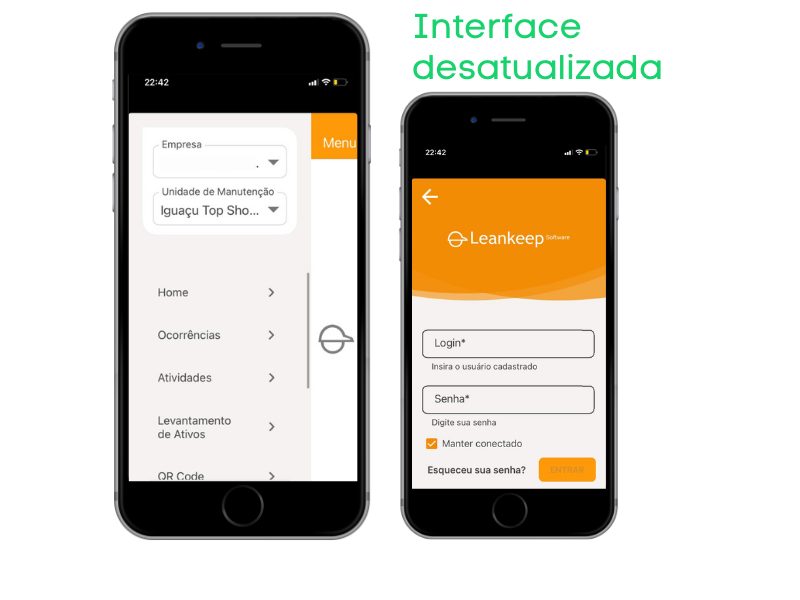 Interface
desatualizada
22:42
Empresa
.
Unidade de Manutenção
Iguaçu Top Sho...
Menu
Home
Ocorrências
Atividades
Levantamento
de Ativos
QR Code
22:42
Leankeep Software
Login*
Insira o usuário cadastrado
Senha*
Digite sua senha
Manter conectado
Esqueceu sua senha?
ENTRAR